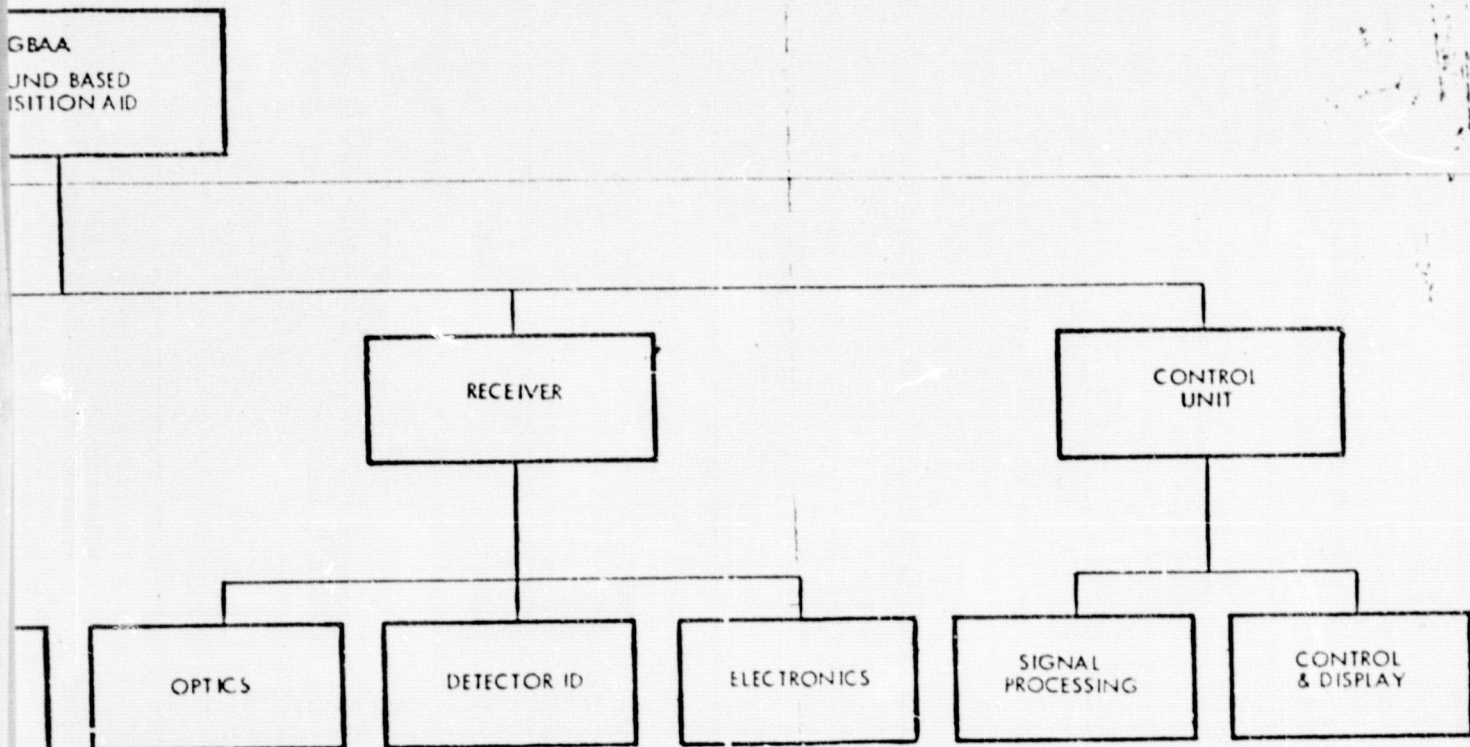 GBAA
UND BASED
ISITION AID
RECEIVER
CONTROL
UNIT
OPTICS
DETECTOR ID
ELECTRONICS
SIGNAL
PROCESSING
CONTROL
& DISPLAY